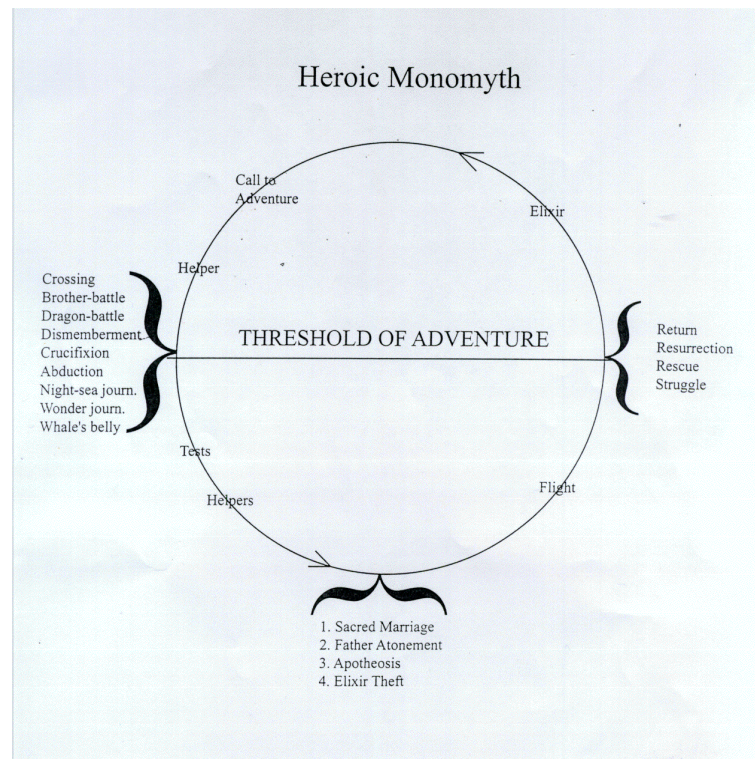 Heroic Monomyth
Call to
Adventure
Elixir
Helper
Crossing
Brother-battle
Dragon-battle
Dismemberment
Crucifixion
Abduction
Night-sea journ.
Wonder journ.
Whale's belly
THRESHOLD OF ADVENTURE
Return
Resurrection
Rescue
Struggle
Tests
Helpers
Flight
1. Sacred Marriage
2. Father Atonement
3. Apotheosis
4. Elixir Theft